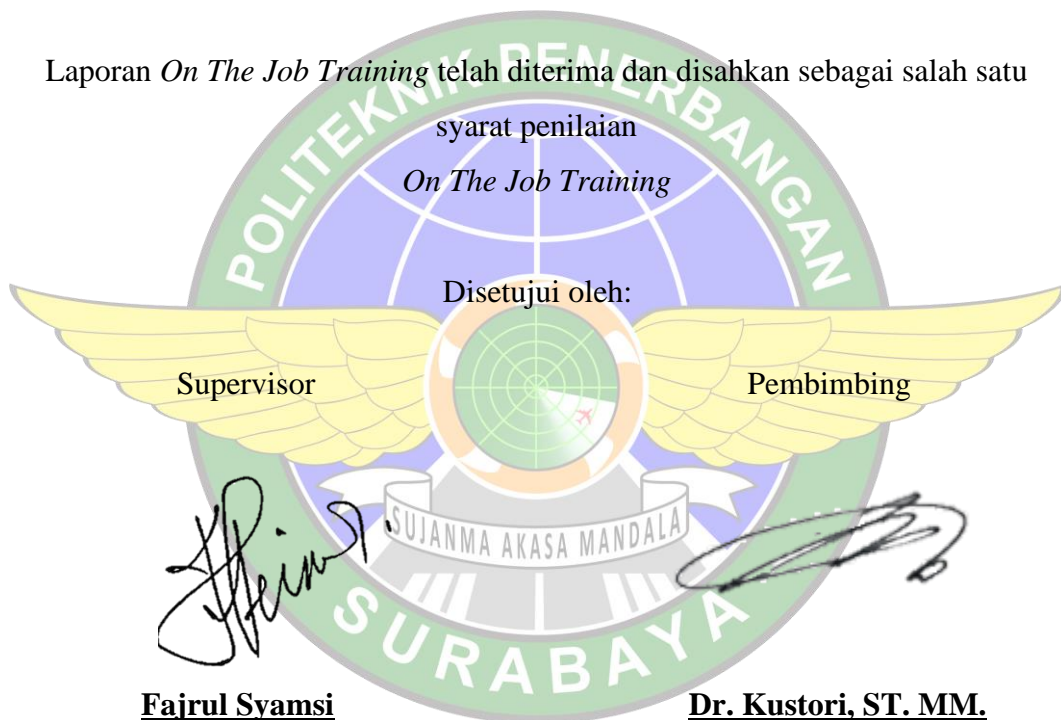 Laporan On The Job Training telah diterima dan disahkan sebagai salah satu
syarat penilaian
On The Job Training
Disetujui oleh:
Supervisor Pembimbing
POLITEKNIK PENERBANGAN
SUJANMA AKASA MANDALA
SURABAYA
Fajrul Syamsi Dr. Kustori, ST. MM.